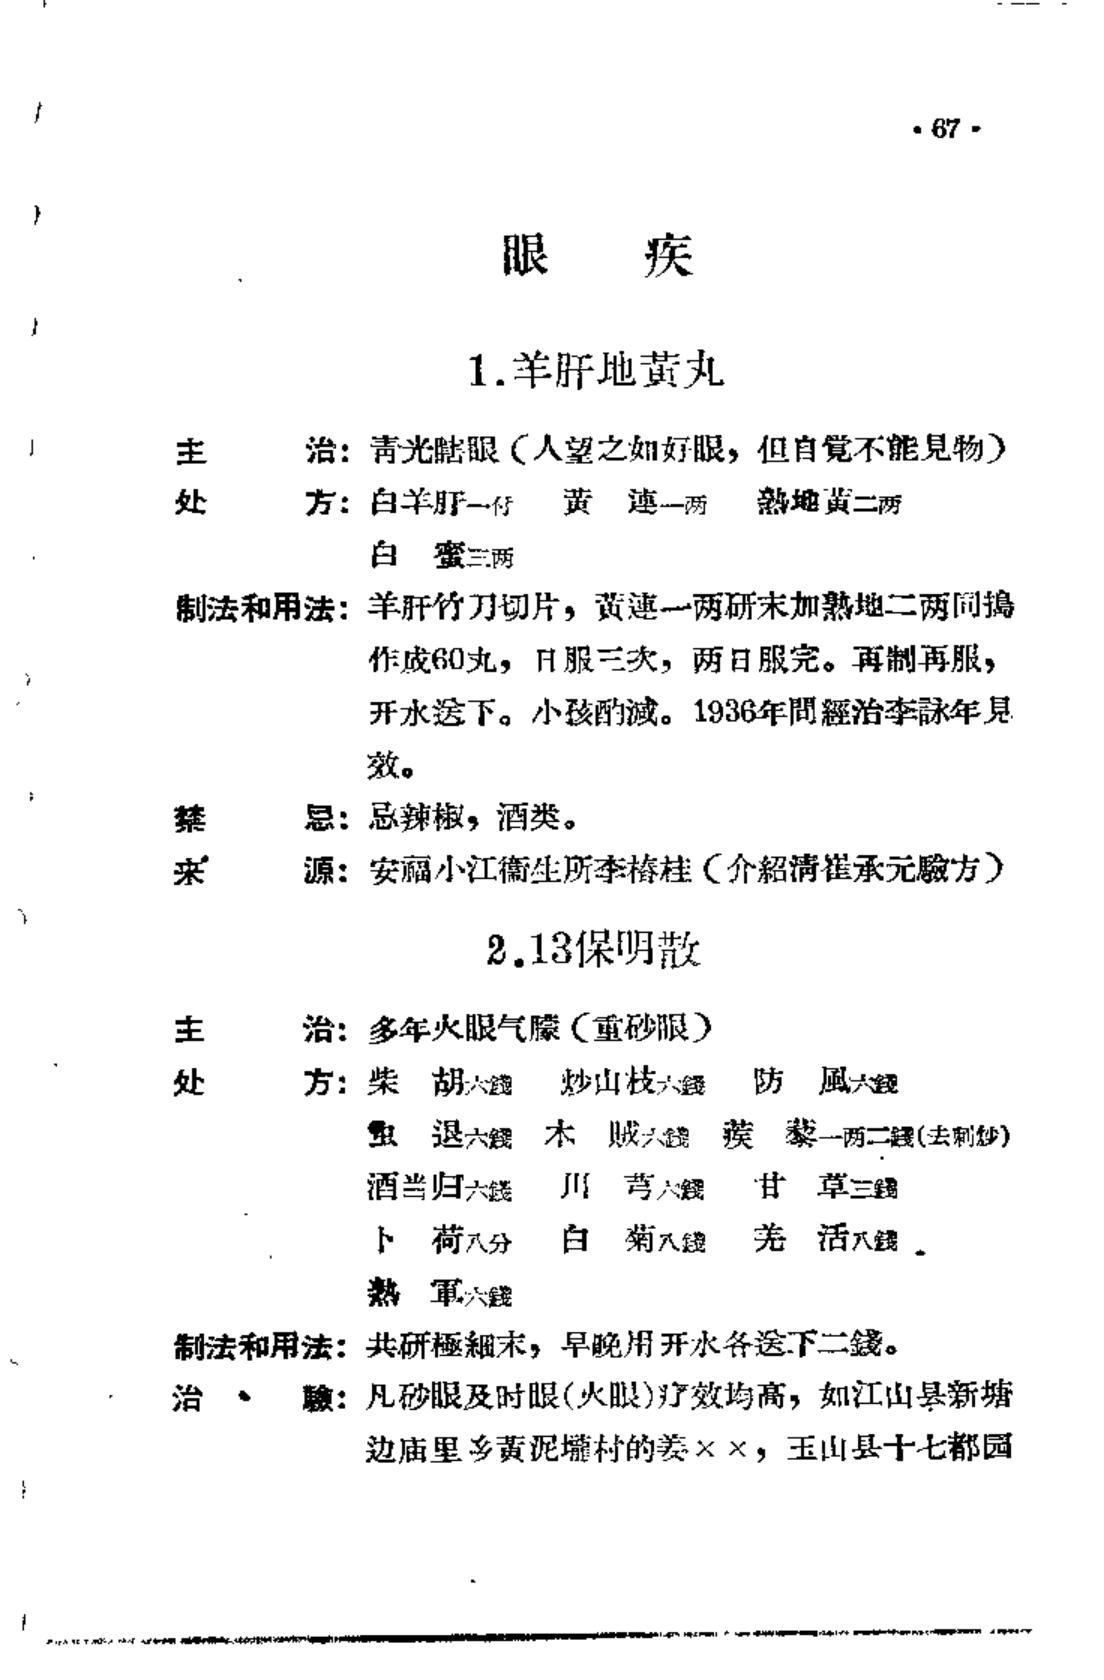 • 67 •
眼　　疾
1.羊肝地黃丸
主　　治：靑光瞎眼（人望之如好眼，但自覺不能見物）
处　　方：白羊肝一付　黃　連一两　熟地黃二两
白　蜜三两
制法和用法：羊肝竹刀切片，黃連一两研末加熟地二两同搗
作成60丸，日服三次，两日服完。再制再服，
开水送下。小孩酌减。1936年間經治李詠年見
效。
禁　　忌：忌辣椒，酒类。
来　　源：安福小江衞生所李椿桂（介紹淸崔承元驗方）
2.13保明散
主　　治：多年火眼气朦（重砂眼）
处　　方：柴　胡六錢　炒山枝六錢　防　風六錢
虫　退六錢　木　贼六錢　蒺　藜一两二錢(去刺炒)
酒当归六錢　川　芎六錢　甘　草三錢
卜　荷八分　白　菊八錢　羌　活八錢
熟　軍六錢
制法和用法：共研極細末，早晚用开水各送下二錢。
治　、　驗：凡砂眼及时眼(火眼)疗效均高，如江山县新塘
边庙里乡黃泥壠村的姜××，玉山县十七都园